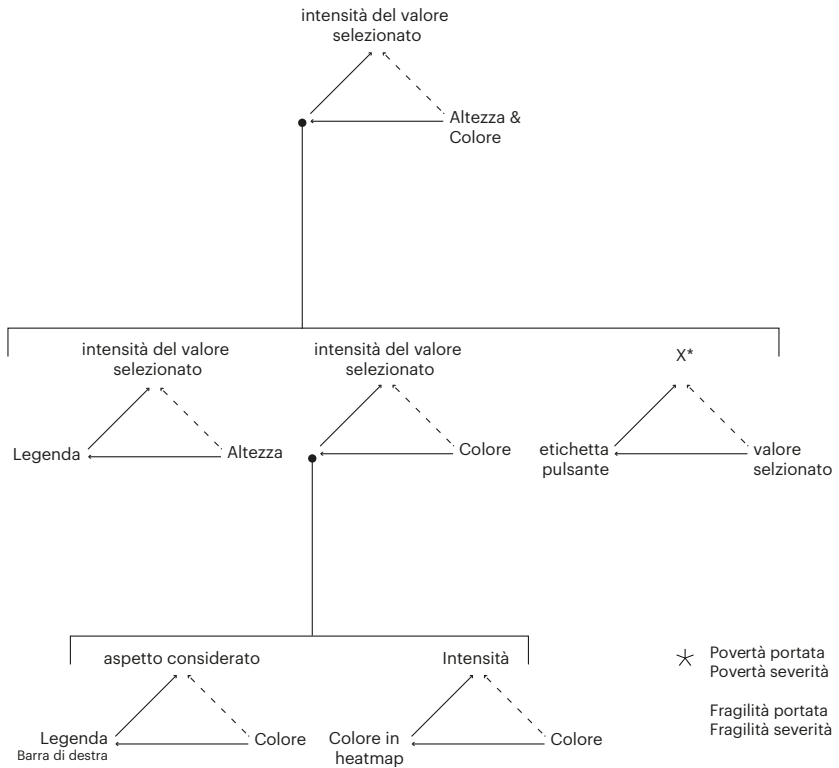 intensità del valore
selezionato
Altezza &
Colore
intensità del valore
selezionato
Legenda
Altezza
intensità del valore
selezionato
Colore
X*
etichetta
pulsante
valore
selzionato
aspetto considerato
Legenda
Barra di destra
Colore
Intensità
Colore in
heatmap
Colore
* Povertà portata
Povertà severità
Fragilità portata
Fragilità severità